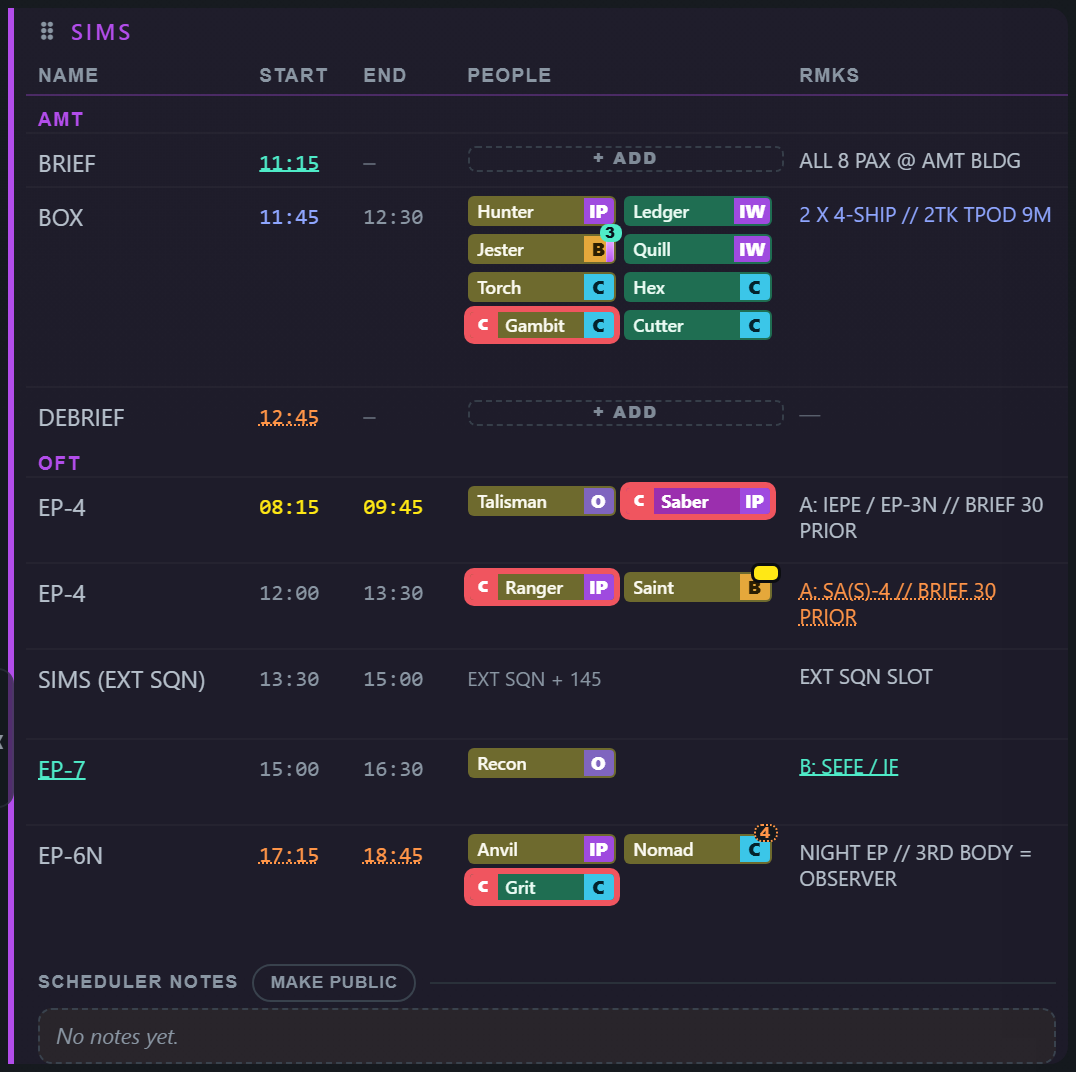 SIMS
NAME START END PEOPLE RMKS
AMT
BRIEF 11:15 – + ADD ALL 8 PAX @ AMT BLDG
BOX 11:45 12:30 Hunter IP Ledger IW 2 X 4-SHIP // 2TK TPOD 9M
3
Jester B Quill IW
Torch C Hex C
C Gambit C Cutter C
DEBRIEF 12:45 – + ADD —
OFT
EP-4 08:15 09:45 Talisman O C Saber IP A: IEPE / EP-3N // BRIEF 30
PRIOR
EP-4 12:00 13:30 C Ranger IP Saint B A: SA(S)-4 // BRIEF 30
PRIOR
SIMS (EXT SQN) 13:30 15:00 EXT SQN + 145 EXT SQN SLOT
EP-7 15:00 16:30 Recon O B: SEFE / IF
4
EP-6N 17:15 18:45 Anvil IP Nomad C NIGHT EP // 3RD BODY =
OBSERVER
C Grit C
SCHEDULER NOTES MAKE PUBLIC
No notes yet.